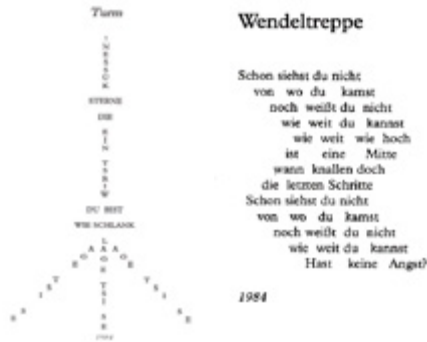 Turm
STERNE
DIE
DU BIST
WIE SCHLANK
1984
Wendeltreppe
Schon siehst du nicht
von wo du kamst
noch weißt du nicht
wie weit du kannst
wie weit wie hoch
ist eine Mitte
wann knallen doch
die letzten Schritte
Schon siehst du nicht
von wo du kamst
noch weißt du nicht
wie weit du kannst
Hast keine Angst?
1984